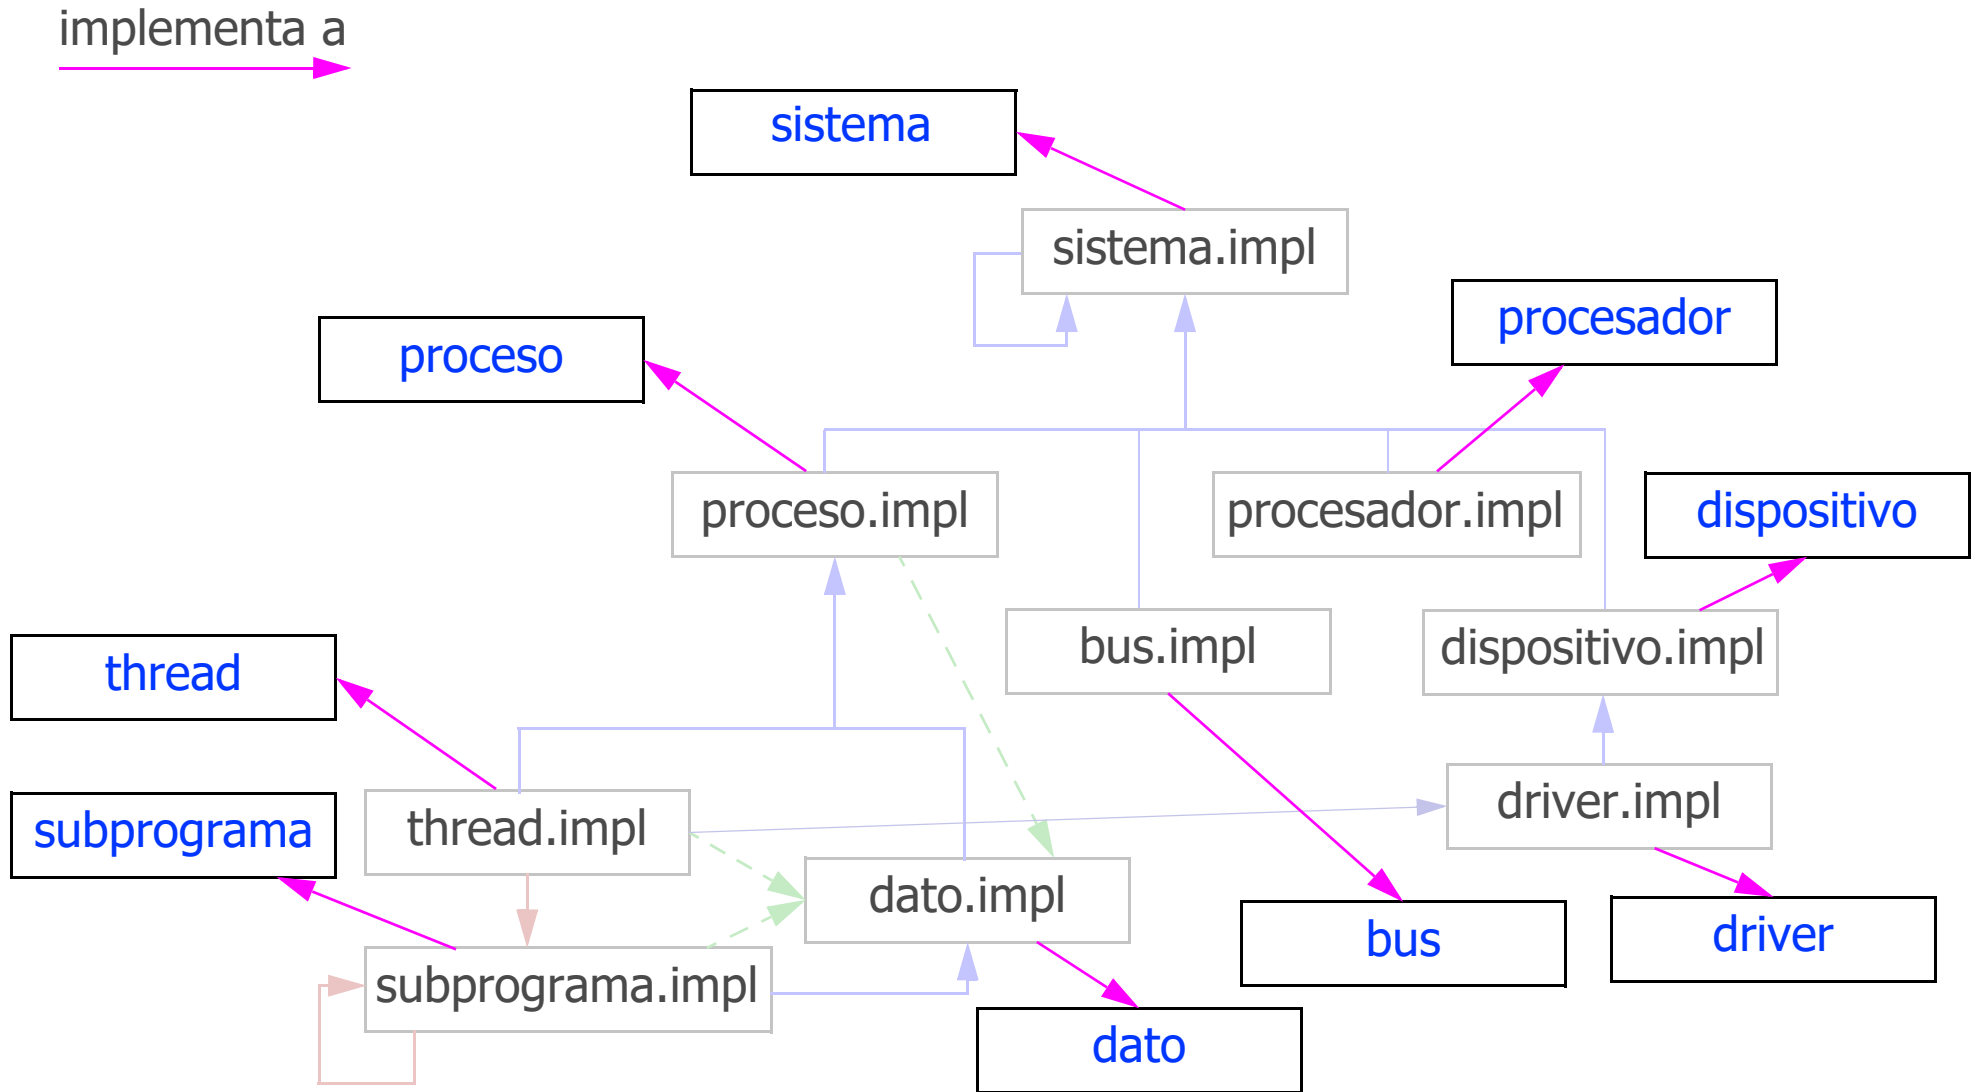 implementa a
sistema
sistema.impl
procesador
proceso
proceso.impl
procesador.impl
dispositivo
bus.impl
dispositivo.impl
thread
driver.impl
thread.impl
subprograma
dato.impl
bus
driver
subprograma.impl
dato